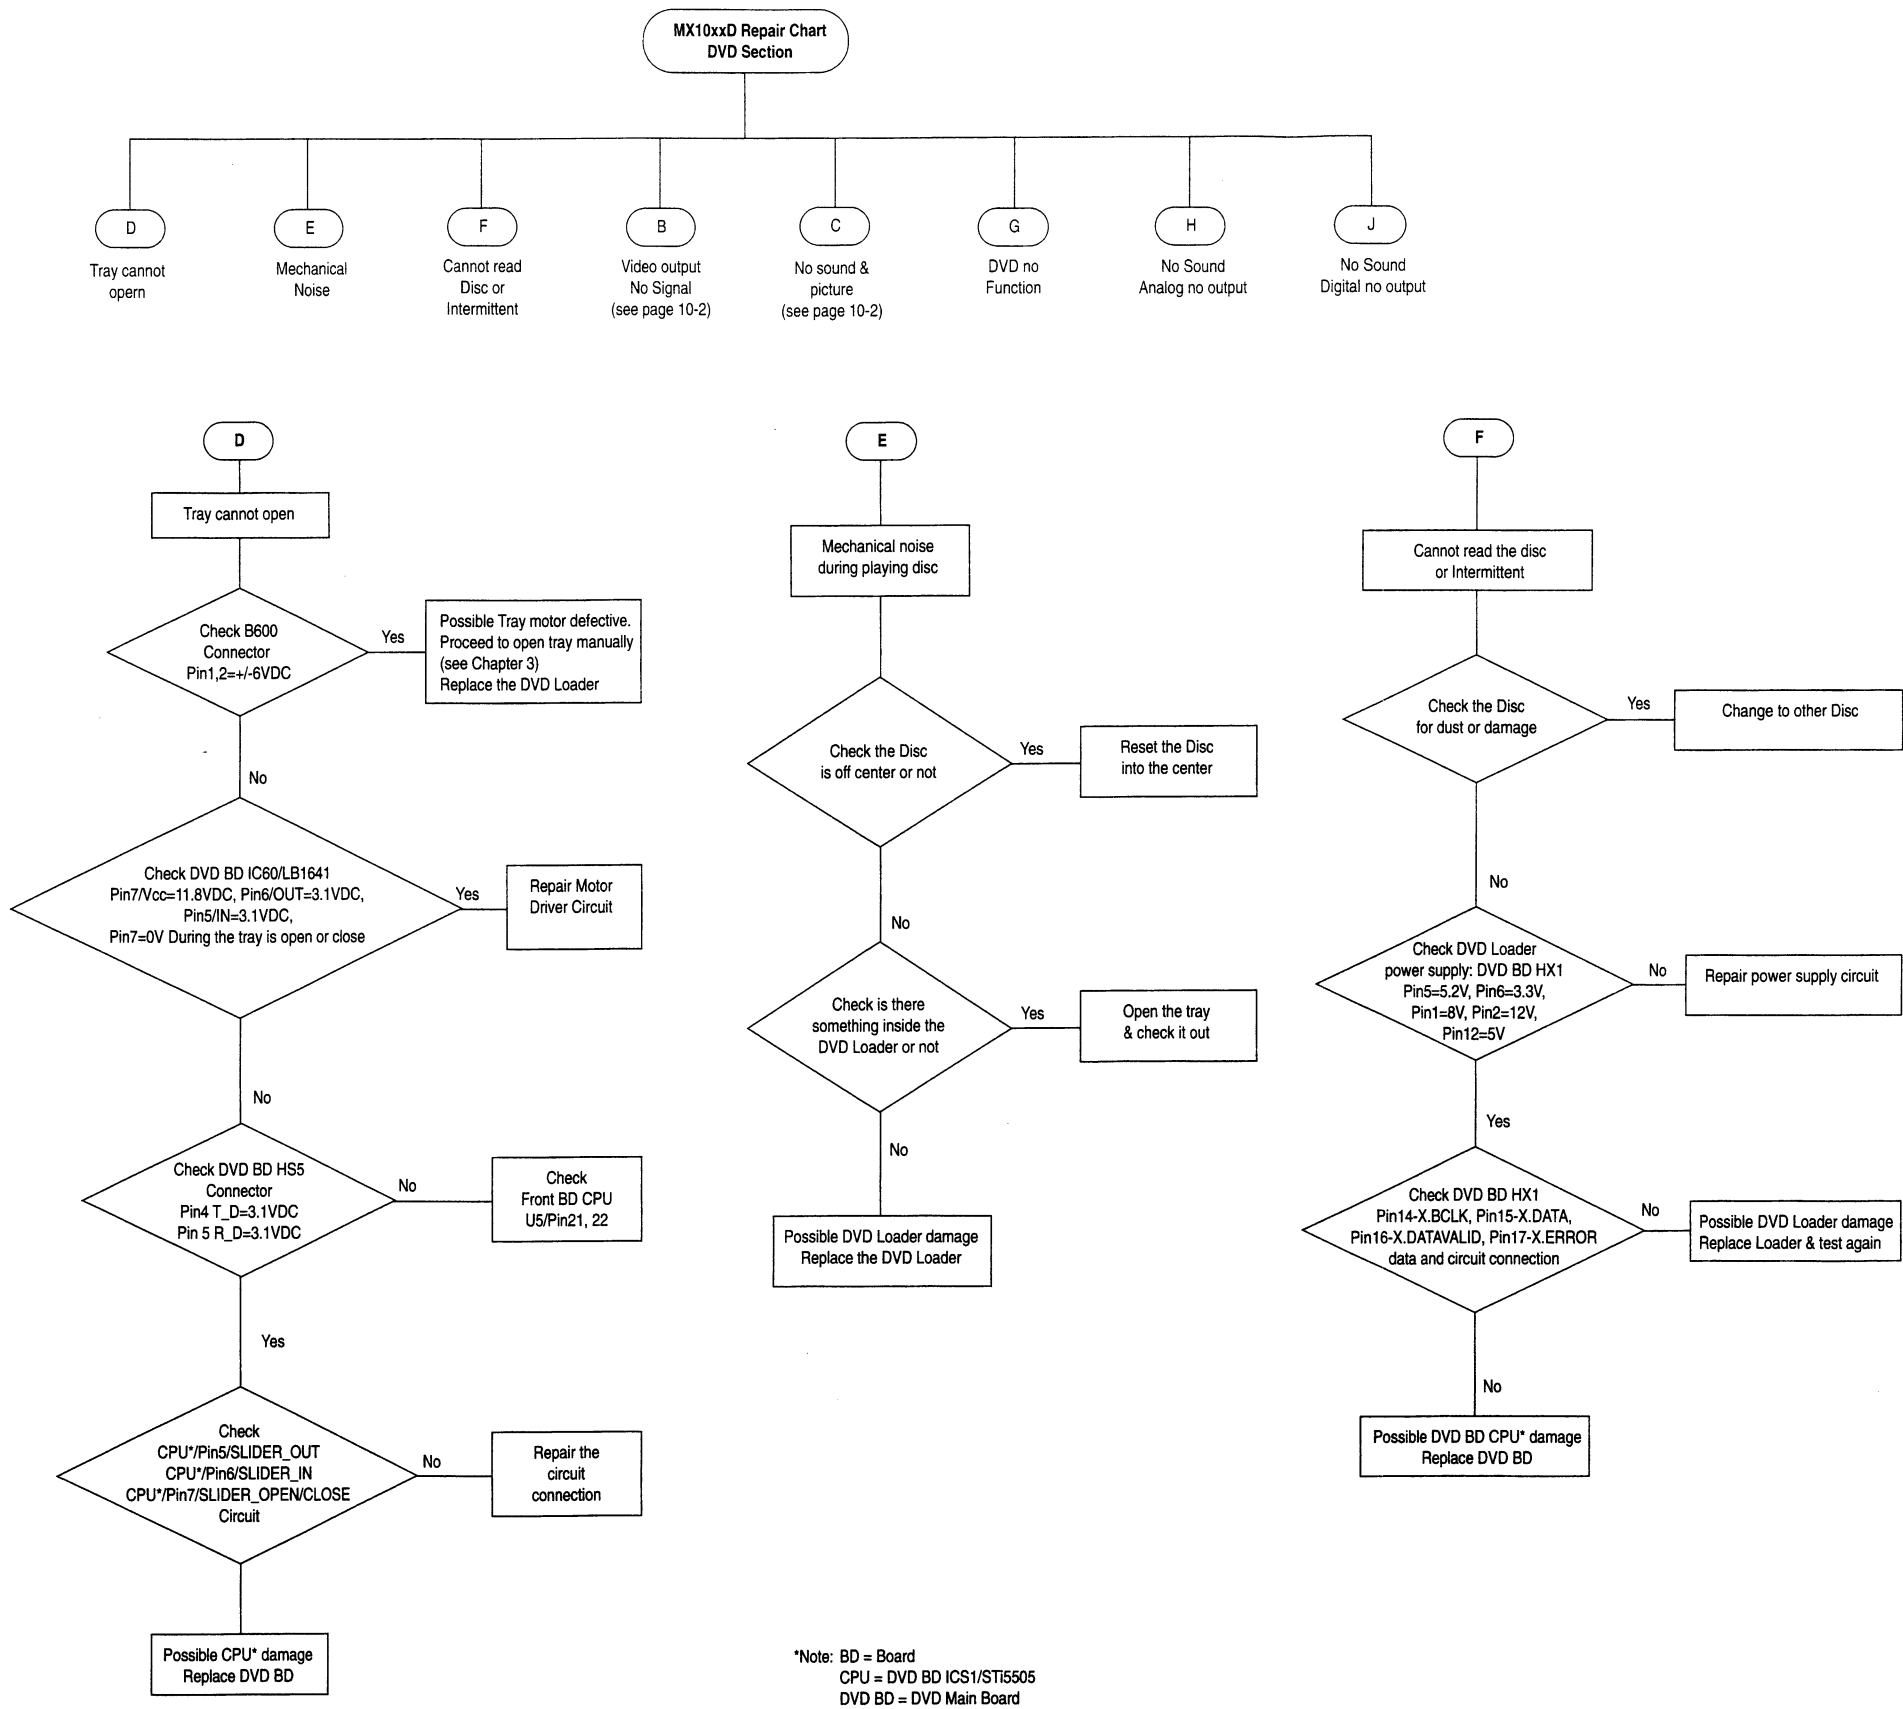 MX10xxD Repair Chart
DVD Section
D
Tray cannot
opern
E
Mechanical
Noise
F
Cannot read
Disc or
Intermittent
B
Video output
No Signal
(see page 10-2)
C
No sound &
picture
(see page 10-2)
G
DVD no
Function
H
No Sound
Analog no output
J
No Sound
Digital no output
D
Tray cannot open
Check B600
Connector
Pin1,2=+/-6VDC
Yes
Possible Tray motor defective.
Proceed to open tray manually
(see Chapter 3)
Replace the DVD Loader
No
Check DVD BD IC60/LB1641
Pin7/Vcc=11.8VDC, Pin6/OUT=3.1VDC,
Pin5/IN=3.1VDC,
Pin7=0V During the tray is open or close
Yes
Repair Motor
Driver Circuit
No
Check DVD BD HS5
Connector
Pin4 T_D=3.1VDC
Pin 5 R_D=3.1VDC
No
Check
Front BD CPU
U5/Pin21, 22
Yes
Check
CPU*/Pin5/SLIDER_OUT
CPU*/Pin6/SLIDER_IN
CPU*/Pin7/SLIDER_OPEN/CLOSE
Circuit
No
Repair the
circuit
connection
Possible CPU* damage
Replace DVD BD
E
Mechanical noise
during playing disc
Check the Disc
is off center or not
Yes
Reset the Disc
into the center
No
Check is there
something inside the
DVD Loader or not
Yes
Open the tray
& check it out
No
Possible DVD Loader damage
Replace the DVD Loader
F
Cannot read the disc
or Intermittent
Check the Disc
for dust or damage
Yes
Change to other Disc
No
Check DVD Loader
power supply: DVD BD HX1
Pin5=5.2V, Pin6=3.3V,
Pin1=8V, Pin2=12V,
Pin12=5V
No
Repair power supply circuit
Yes
Check DVD BD HX1
Pin14-X.BCLK, Pin15-X.DATA,
Pin16-X.DATAVALID, Pin17-X.ERROR
data and circuit connection
No
Possible DVD Loader damage
Replace Loader & test again
No
Possible DVD BD CPU* damage
Replace DVD BD
*Note: BD = Board
CPU = DVD BD ICS1/STi5505
DVD BD = DVD Main Board